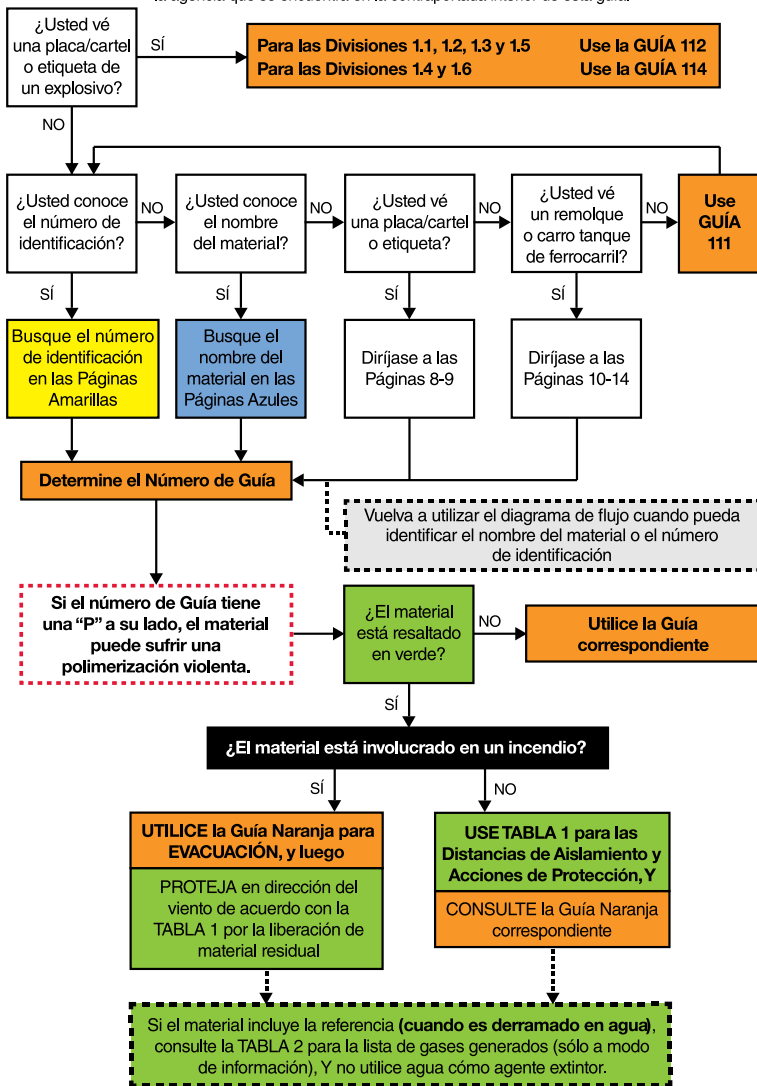 la agencia que se encuentra en la contraportada interior de esta guía.
¿Usted vé
una placa/cartel
o etiqueta de
un explosivo?
SÍ
Para las Divisiones 1.1, 1.2, 1.3 y 1.5 Use la GUÍA 112
Para las Divisiones 1.4 y 1.6 Use la GUÍA 114
NO
¿Usted conoce
el número de
identificación?
NO
¿Usted conoce
el nombre
del material?
NO
¿Usted vé
una placa/cartel
o etiqueta?
NO
¿Usted vé
un remolque
o carro tanque
de ferrocarril?
NO
Use
GUÍA
111
SÍ
SÍ
SÍ
SÍ
Busque el número
de identificación
en las Páginas
Amarillas
Busque el
nombre del
material en las
Páginas Azules
Diríjase a las
Páginas 8-9
Diríjase a las
Páginas 10-14
Determine el Número de Guía
Vuelva a utilizar el diagrama de flujo cuando pueda
identificar el nombre del material o el número
de identificación
Si el número de Guía tiene
una “P” a su lado, el material
puede sufrir una
polimerización violenta.
¿El material
está resaltado
en verde?
NO
Utilice la Guía
correspondiente
SÍ
¿El material está involucrado en un incendio?
SÍ
NO
UTILICE la Guía Naranja para
EVACUACIÓN, y luego
PROTEJA en dirección del
viento de acuerdo con la
TABLA 1 por la liberación de
material residual
USE TABLA 1 para las
Distancias de Aislamiento y
Acciones de Protección, Y
CONSULTE la Guía Naranja
correspondiente
Si el material incluye la referencia (cuando es derramado en agua),
consulte la TABLA 2 para la lista de gases generados (sólo a modo
de información), Y no utilice agua cómo agente extintor.